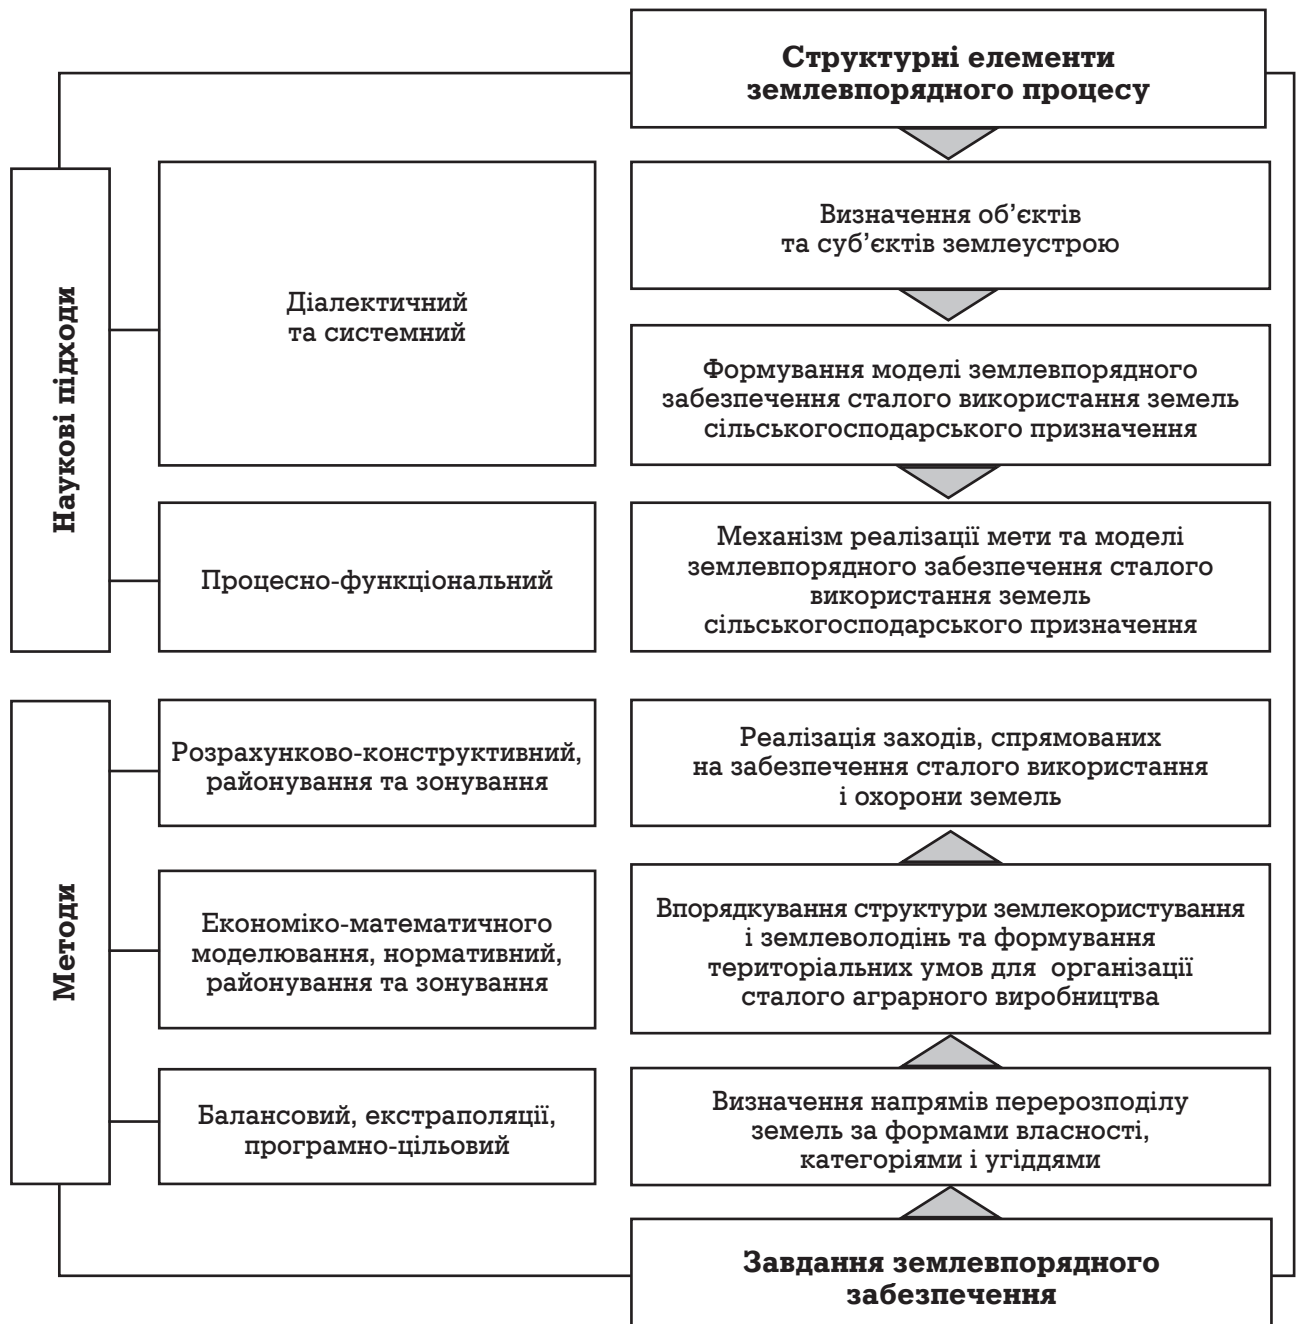 Структурні елементи
землевпорядного процесу
Наукові підходи
Діалектичний
та системний
Визначення об’єктів
та суб’єктів землеустрою
Формування моделі землевпорядного
забезпечення сталого використання земель
сільськогосподарського призначення
Процесно-функціональний
Механізм реалізації мети та моделі
землевпорядного забезпечення сталого
використання земель
сільськогосподарського призначення
Методи
Розрахунково-конструктивний,
районування та зонування
Реалізація заходів, спрямованих
на забезпечення сталого використання
і охорони земель
Економіко-математичного
моделювання, нормативний,
районування та зонування
Впорядкування структури землекористування
і землеволодінь та формування
територіальних умов для організації
сталого аграрного виробництва
Балансовий, екстраполяції,
програмно-цільовий
Визначення напрямів перерозподілу
земель за формами власності,
категоріями і угіддями
Завдання землевпорядного
забезпечення